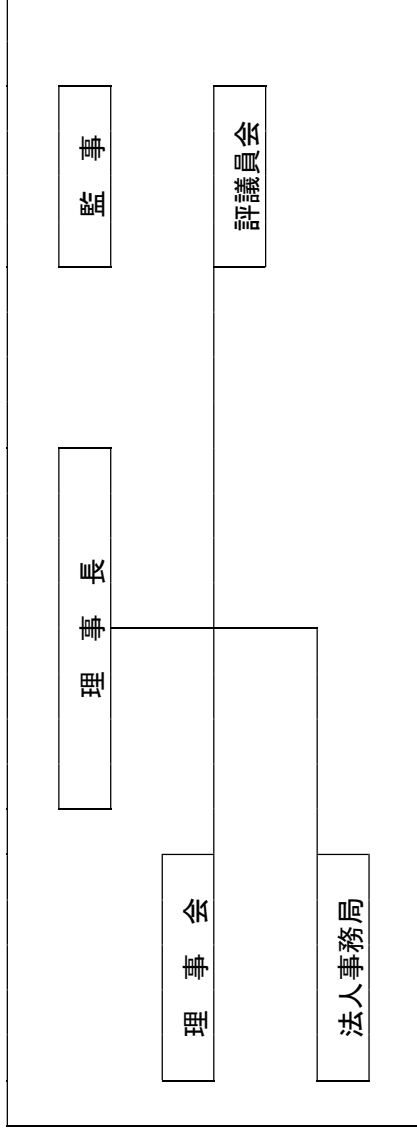 理　事　長
監　事
理　事　会
評議員会
法人事務局